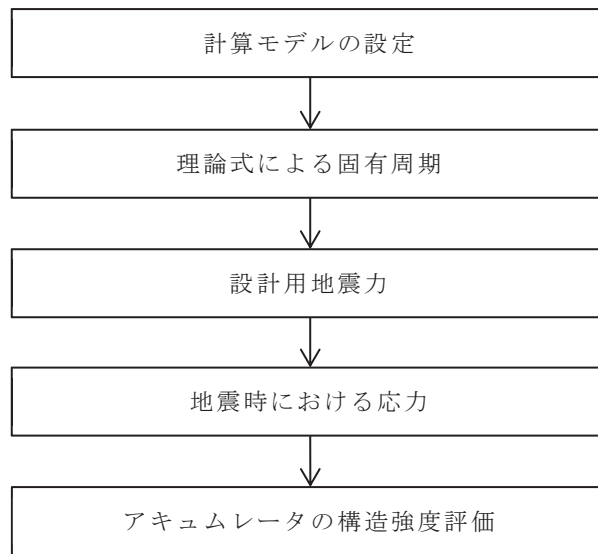 計算モデルの設定
理論式による固有周期
設計用地震力
地震時における応力
アキュムレータの構造強度評価